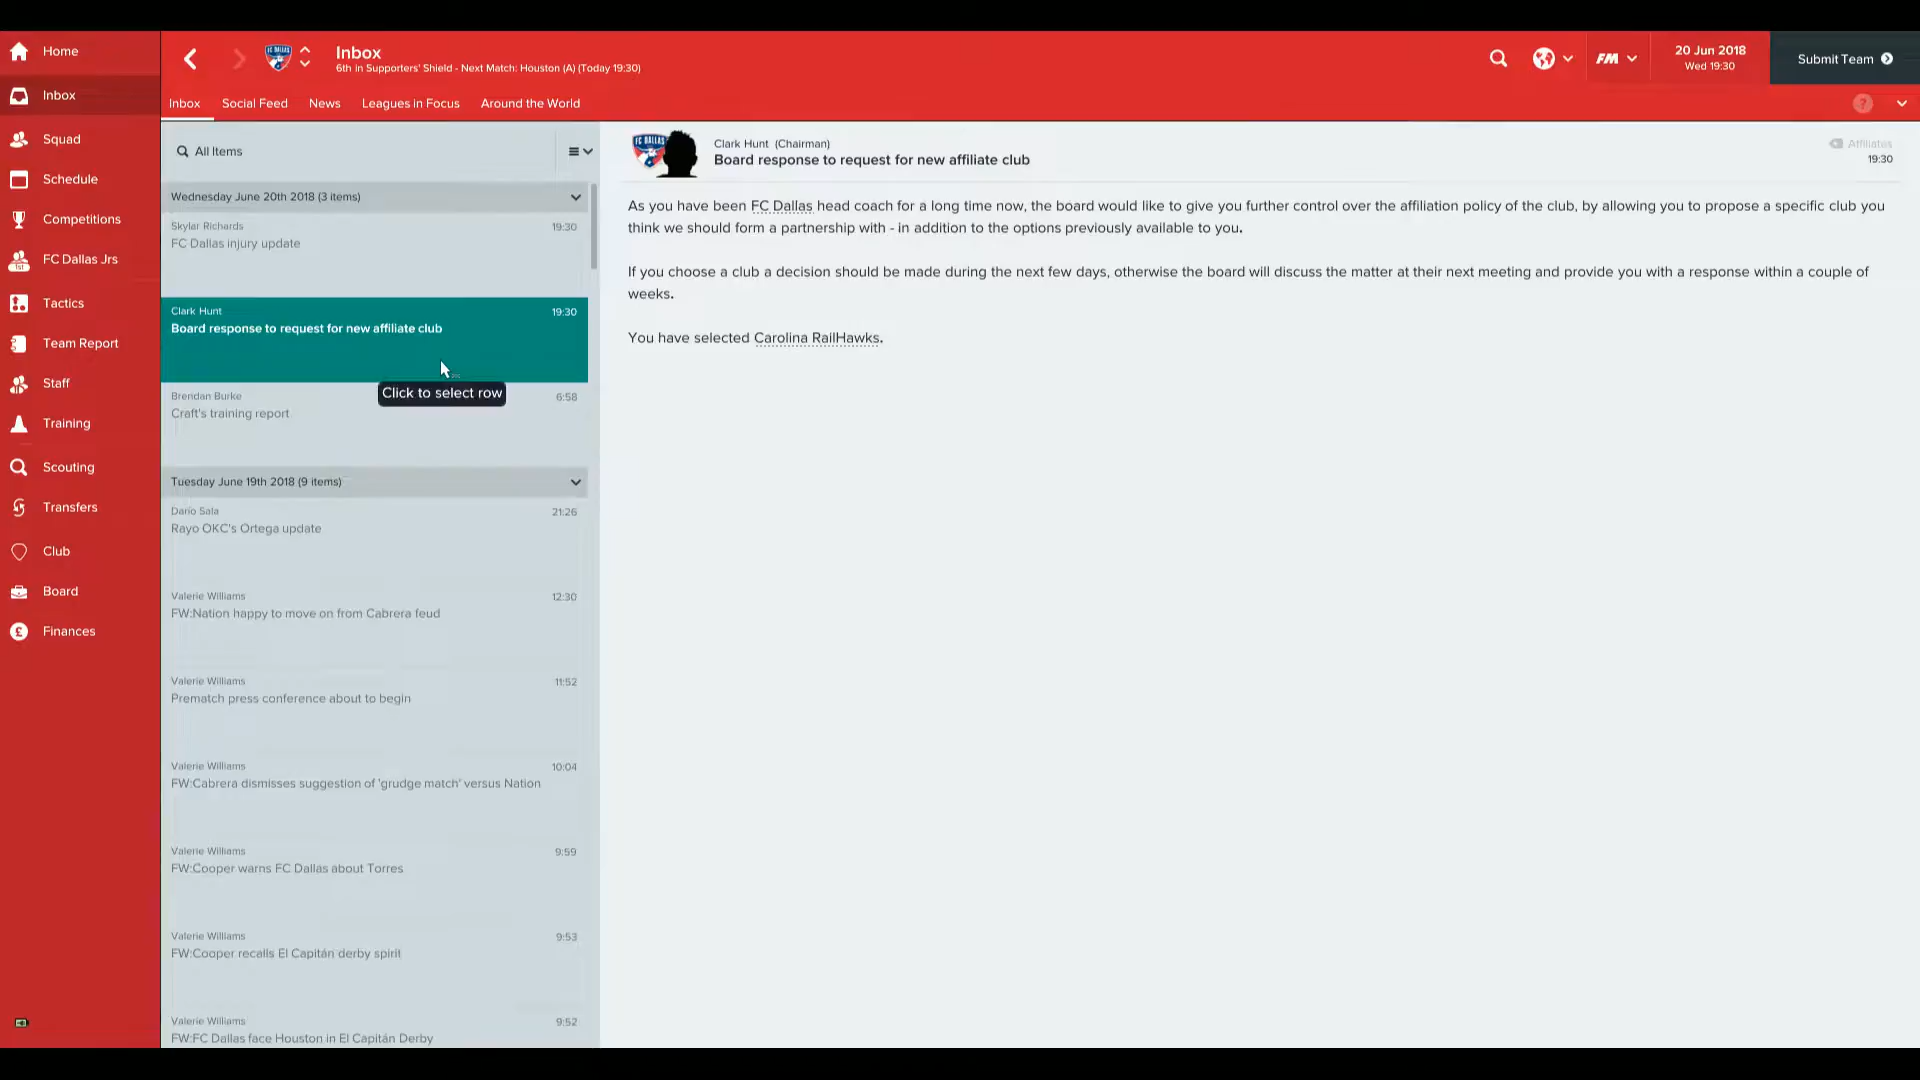 Home
Inbox
Squad
Schedule
Competitions
FC Dallas Jrs
Tactics
Team Report
Staff
Training
Scouting
Transfers
Club
Board
Finances
Inbox
6th in Supporters' Shield - Next Match: Houston (A) (Today 19:30)
FM
20 Jun 2018
Wed 19:30
Submit Team
Inbox
Social Feed
News
Leagues in Focus
Around the World
?
All Items
Wednesday June 20th 2018 (3 items)
Skylar Richards
19:30
FC Dallas injury update
Clark Hunt
19:30
Board response to request for new affiliate club
Click to select row
Brendan Burke
6:58
Craft's training report
Tuesday June 19th 2018 (9 items)
Darío Sala
21:26
Rayo OKC's Ortega update
Valerie Williams
12:30
FW:Nation happy to move on from Cabrera feud
Valerie Williams
11:52
Prematch press conference about to begin
Valerie Williams
10:04
FW:Cabrera dismisses suggestion of 'grudge match' versus Nation
Valerie Williams
9:59
FW:Cooper warns FC Dallas about Torres
Valerie Williams
9:53
FW:Cooper recalls El Capitán derby spirit
Valerie Williams
9:52
FW:FC Dallas face Houston in El Capitán Derby
FC DALLAS
Clark Hunt (Chairman)
Board response to request for new affiliate club
Affiliates
19:30
As you have been FC Dallas head coach for a long time now, the board would like to give you further control over the affiliation policy of the club, by allowing you to propose a specific club you
think we should form a partnership with - in addition to the options previously available to you.
If you choose a club a decision should be made during the next few days, otherwise the board will discuss the matter at their next meeting and provide you with a response within a couple of
weeks.
You have selected Carolina RailHawks.